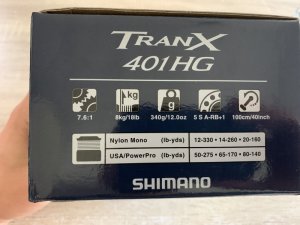 TRANX
401HG
kg
g
7.6:1 8kg/18lb 340g/12.0oz 5 S A-RB+1 100cm/40inch
Nylon Mono (lb-yds) 12-330・14-260・20-160
USA/PowerPro (lb-yds) 50-275・65-170・80-140
SHIMANO